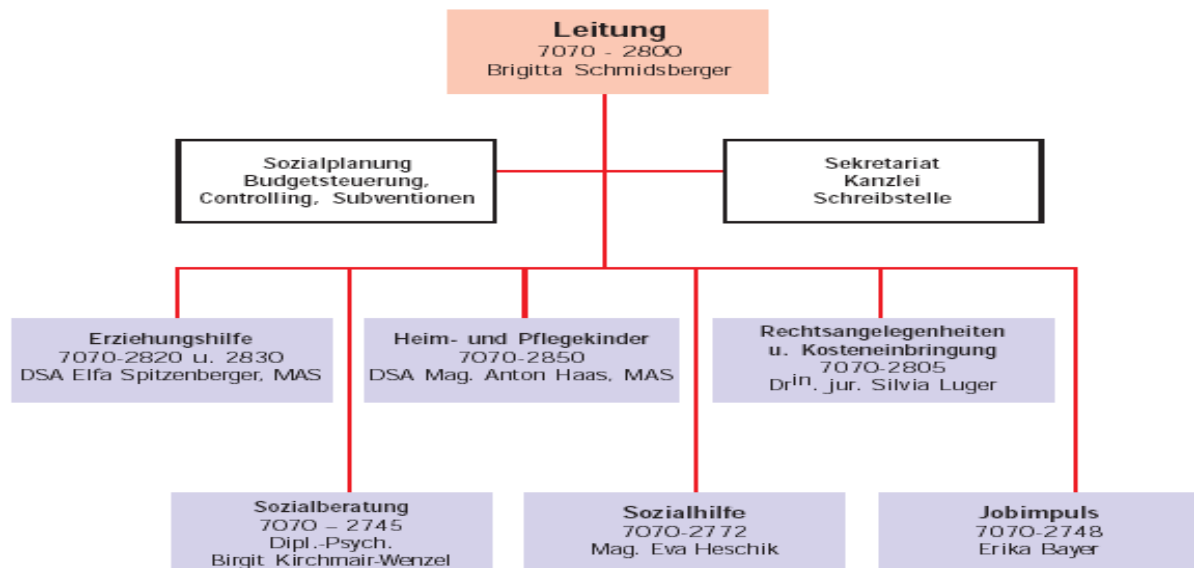 Leitung
7070 - 2800
Brigitta Schmidsberger
Sozialplanung
Budgetsteuerung,
Controlling, Subventionen
Sekretariat
Kanzlei
Schreibstelle
Erziehungshilfe
7070-2820 u. 2830
DSA Elfa Spitzenberger, MAS
Heim- und Pflegekinder
7070-2850
DSA Mag. Anton Haas, MAS
Rechtsangelegenheiten
u. Kosteneinbringung
7070-2805
Drin. jur. Silvia Luger
Sozialberatung
7070 – 2745
Dipl.-Psych.
Birgit Kirchmair-Wenzel
Sozialhilfe
7070-2772
Mag. Eva Heschik
Jobimpuls
7070-2748
Erika Bayer